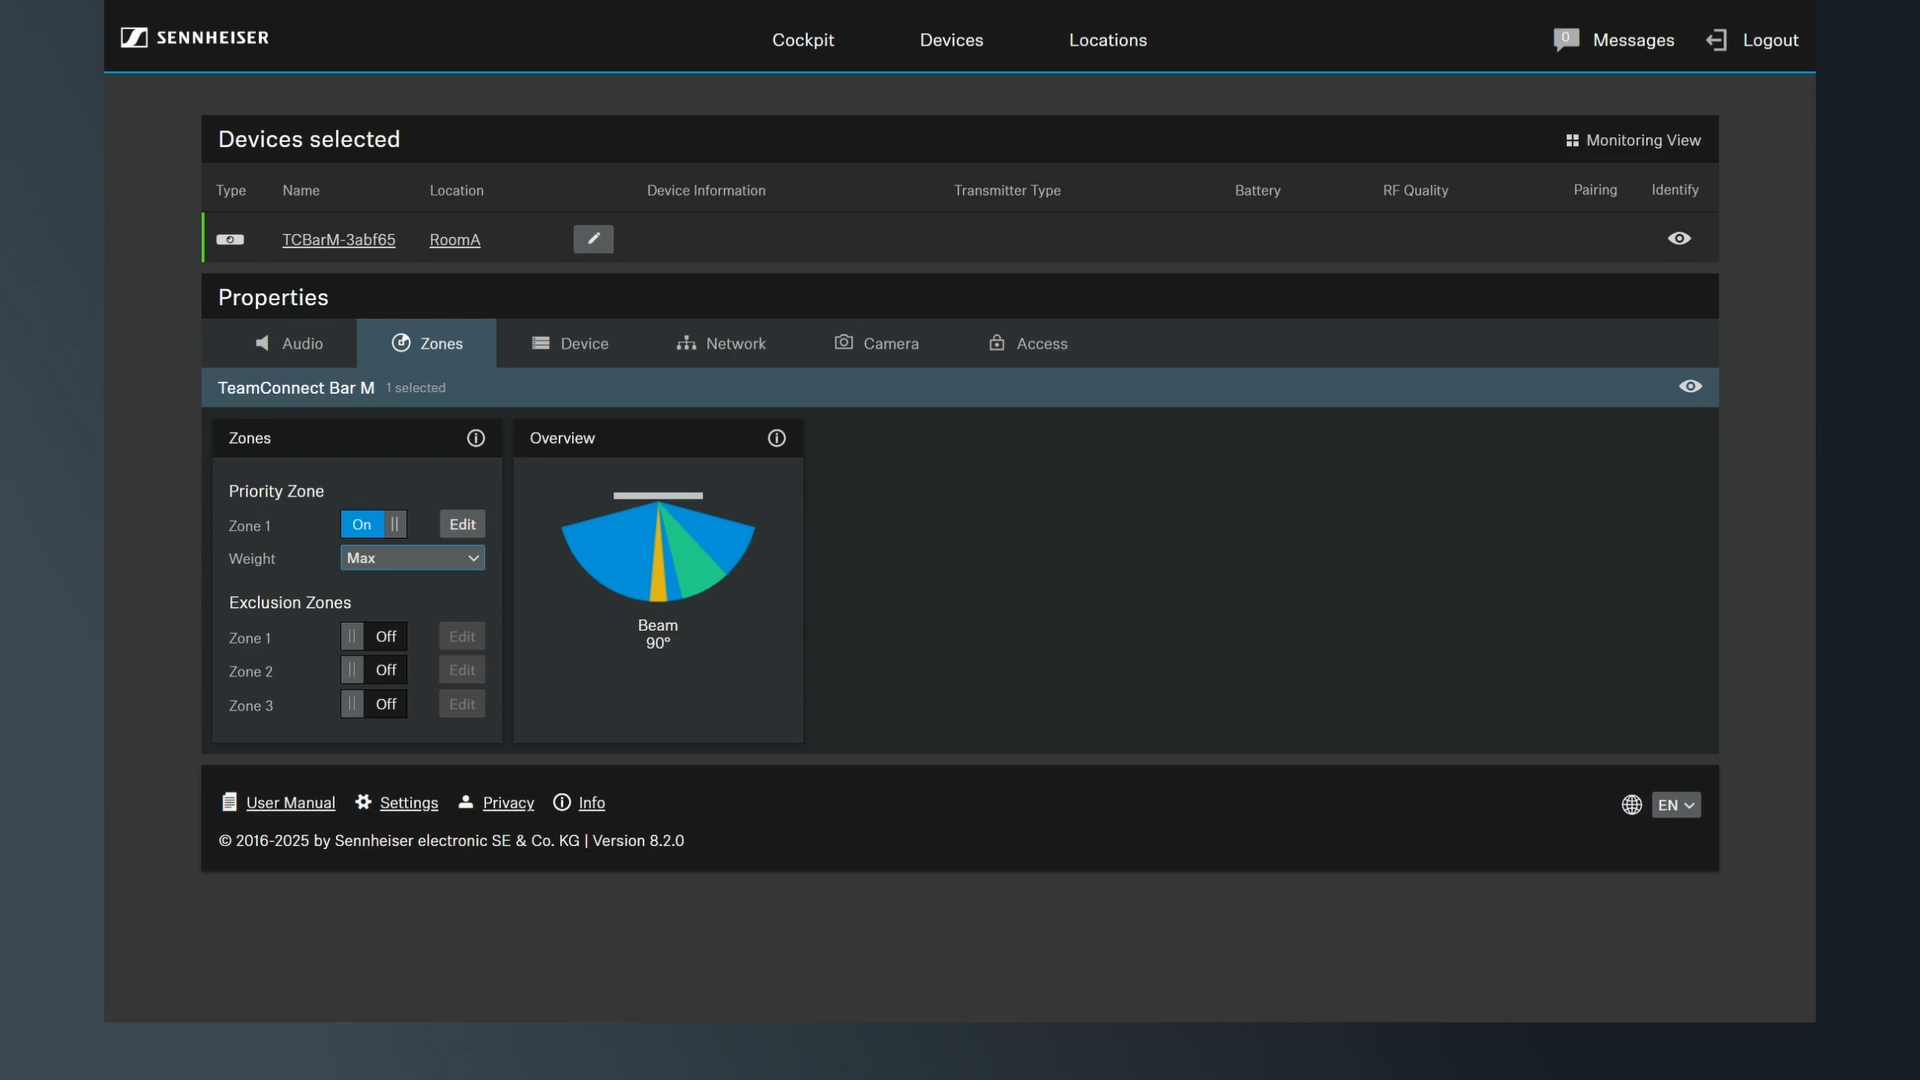 SENNHEISER
Cockpit
Devices
Locations
0
Messages
Logout
Devices selected
Monitoring View
Type
Name
Location
Device Information
Transmitter Type
Battery
RF Quality
Pairing
Identify
TCBarM-3abf65
RoomA
Properties
Audio
Zones
Device
Network
Camera
Access
TeamConnect Bar M 1 selected
Zones
Priority Zone
Zone 1 On Edit
Weight Max
Exclusion Zones
Zone 1 Off Edit
Zone 2 Off Edit
Zone 3 Off Edit
Overview
Beam
90°
User Manual
Settings
Privacy
Info
EN
© 2016-2025 by Sennheiser electronic SE & Co. KG | Version 8.2.0